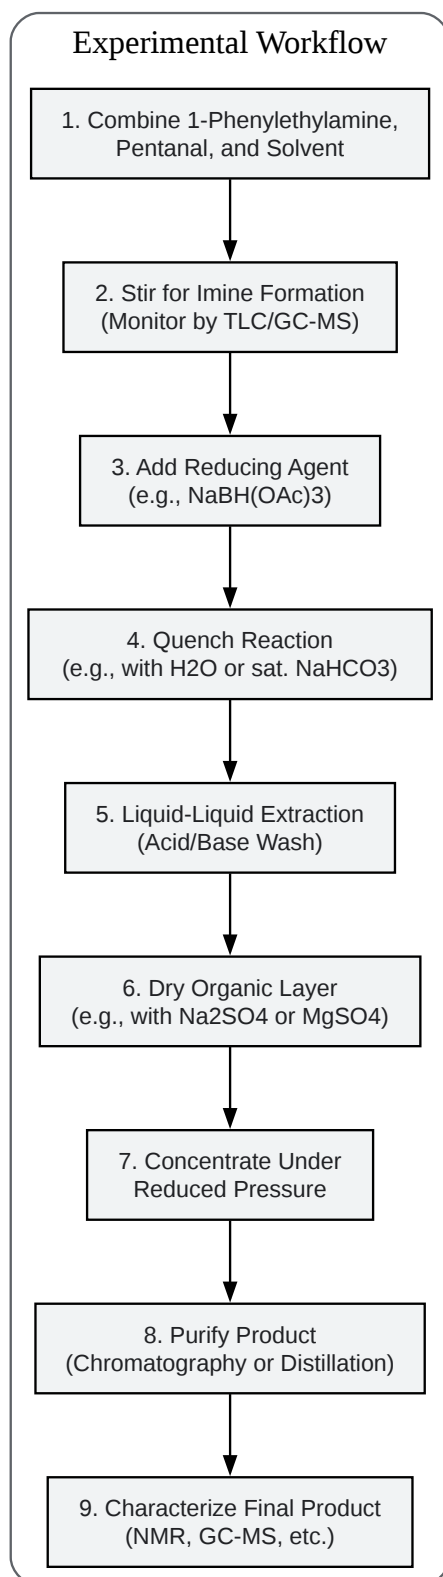 Experimental Workflow
1. Combine 1-Phenylethylamine,
Pentanal, and Solvent
2. Stir for Imine Formation
(Monitor by TLC/GC-MS)
3. Add Reducing Agent
(e.g., NaBH(OAc)3)
4. Quench Reaction
(e.g., with H2O or sat. NaHCO3)
5. Liquid-Liquid Extraction
(Acid/Base Wash)
6. Dry Organic Layer
(e.g., with Na2SO4 or MgSO4)
7. Concentrate Under
Reduced Pressure
8. Purify Product
(Chromatography or Distillation)
9. Characterize Final Product
(NMR, GC-MS, etc.)